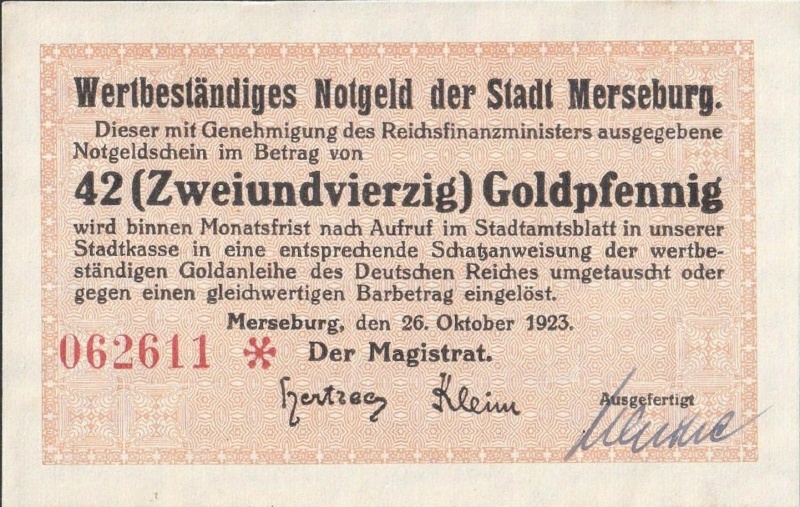 Wertbeständiges Notgeld der Stadt Merseburg.
Dieser mit Genehmigung des Reichsfinanzministers ausgegebene
Notgeldschein im Betrag von
42 (Zweiundvierzig) Goldpfennig
wird binnen Monatsfrist nach Aufruf im Stadtamtsblatt in unserer
Stadtkasse in eine entsprechende Schatzanweisung der wertbe-
ständigen Goldanleihe des Deutschen Reiches umgetauscht oder
gegen einen gleichwertigen Barbetrag eingelöst.
Merseburg, den 26. Oktober 1923.
062611 * Der Magistrat.
Hertzog Kleim
Ausgefertigt